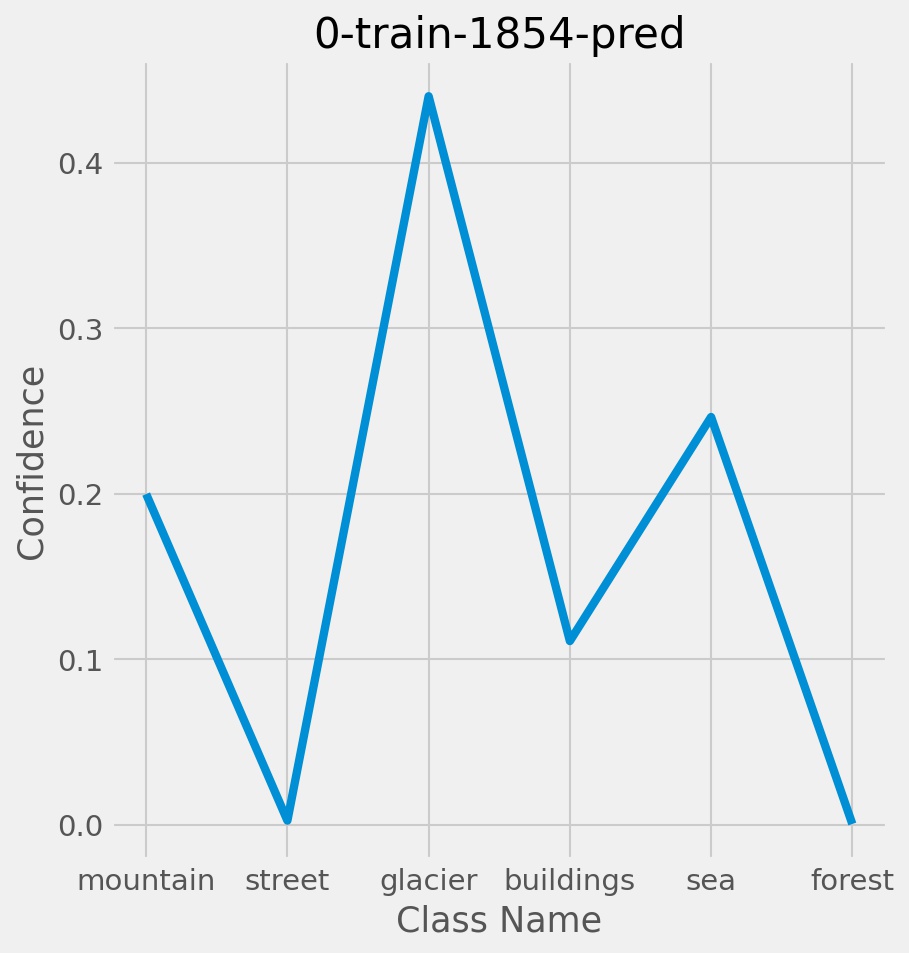 0-train-1854-pred
0.4
0.3
0.2
0.1
0.0
Confidence
mountain street glacier buildings sea forest
Class Name